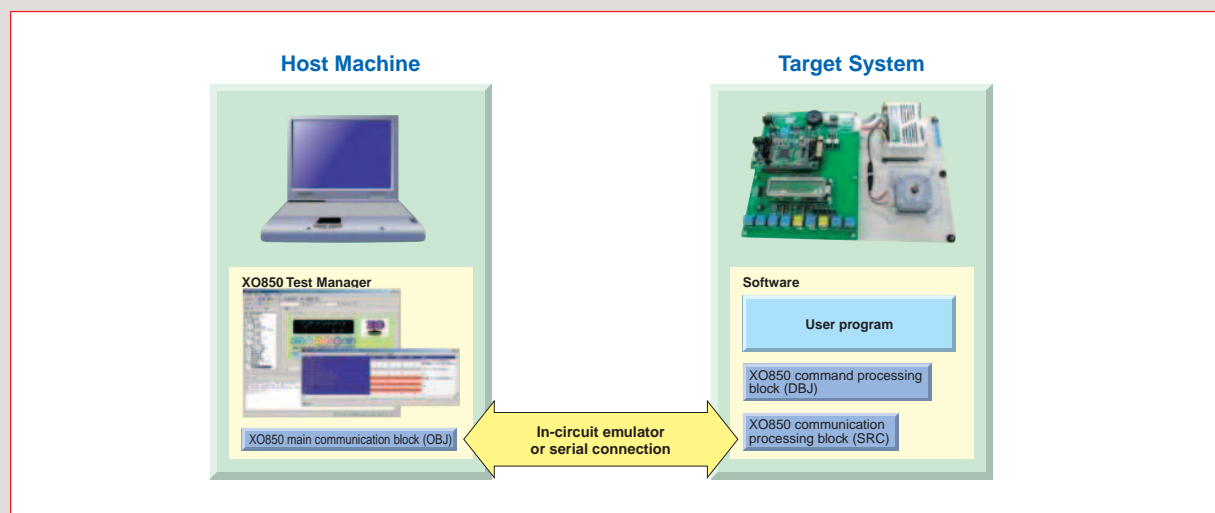 Host Machine
Target System
XO850 Test Manager
XO850 main communication block (OBJ)
In-circuit emulator
or serial connection
Software
User program
XO850 command processing
block (DBJ)
XO850 communication
processing block (SRC)